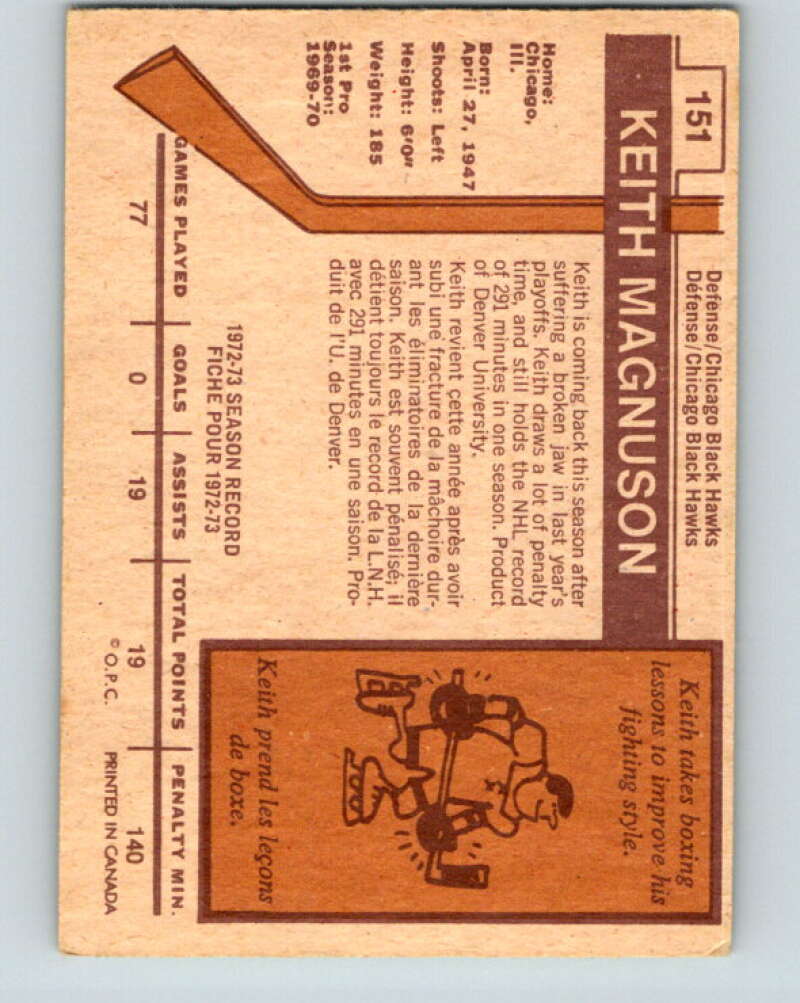 151
Defense/Chicago Black Hawks
Défense/Chicago Black Hawks
KEITH MAGNUSON
Home:
Chicago,
Ill.
Born:
April 27, 1947
Shoots: Left
Height: 6'0"
Weight: 185
1st Pro
Season:
1969-70
Keith is coming back this season after
suffering a broken jaw in last year's
playoffs. Keith draws a lot of penalty
time, and still holds the NHL record
of 291 minutes in one season. Product
of Denver University.
Keith revient cette année après avoir
subi une fracture de la mâchoire dur-
ant les éliminatoires de la dernière
saison. Keith est souvent pénalisé; il
détient toujours le record de la L.N.H.
avec 291 minutes en une saison. Pro-
duit de l'U. de Denver.
Keith takes boxing
lessons to improve his
fighting style.
Keith prend les leçons
de boxe.
1972-73 SEASON RECORD
FICHE POUR 1972-73
GAMES PLAYED GOALS ASSISTS TOTAL POINTS PENALTY MIN.
77 0 19 19 140
© O.P.C. PRINTED IN CANADA